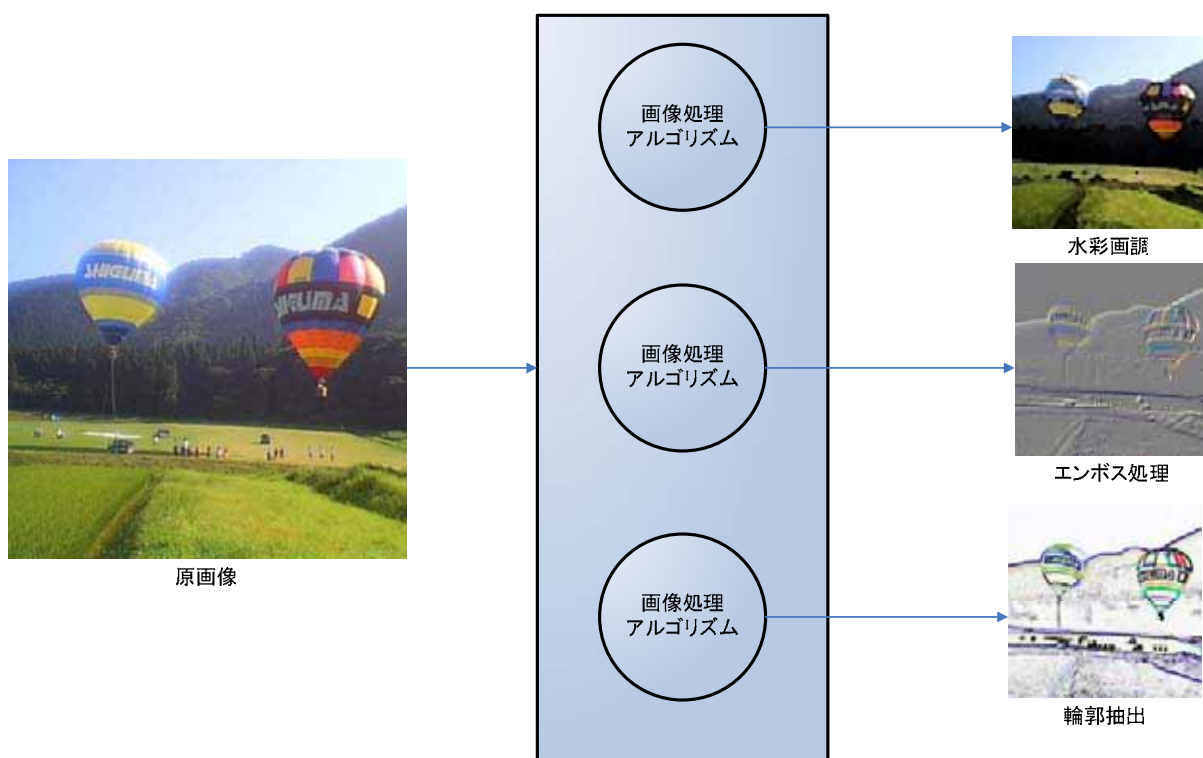 画像処理
アルゴリズム
水彩画調
原画像
画像処理
アルゴリズム
エンボス処理
画像処理
アルゴリズム
輪郭抽出